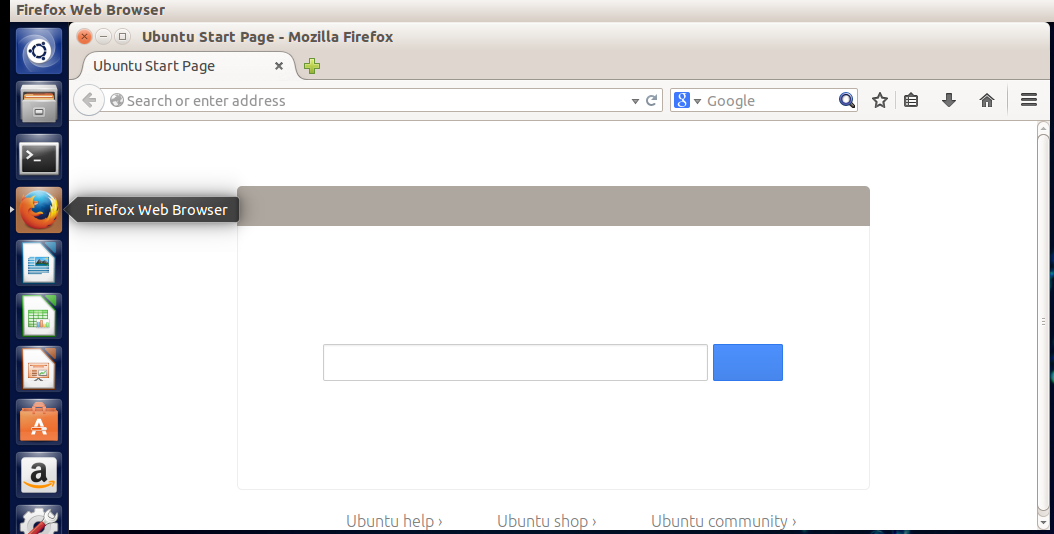 Firefox Web Browser
Ubuntu Start Page - Mozilla Firefox
Ubuntu Start Page
Search or enter address
8
Google
Firefox Web Browser
a
Ubuntu help ›
Ubuntu shop ›
Ubuntu community ›